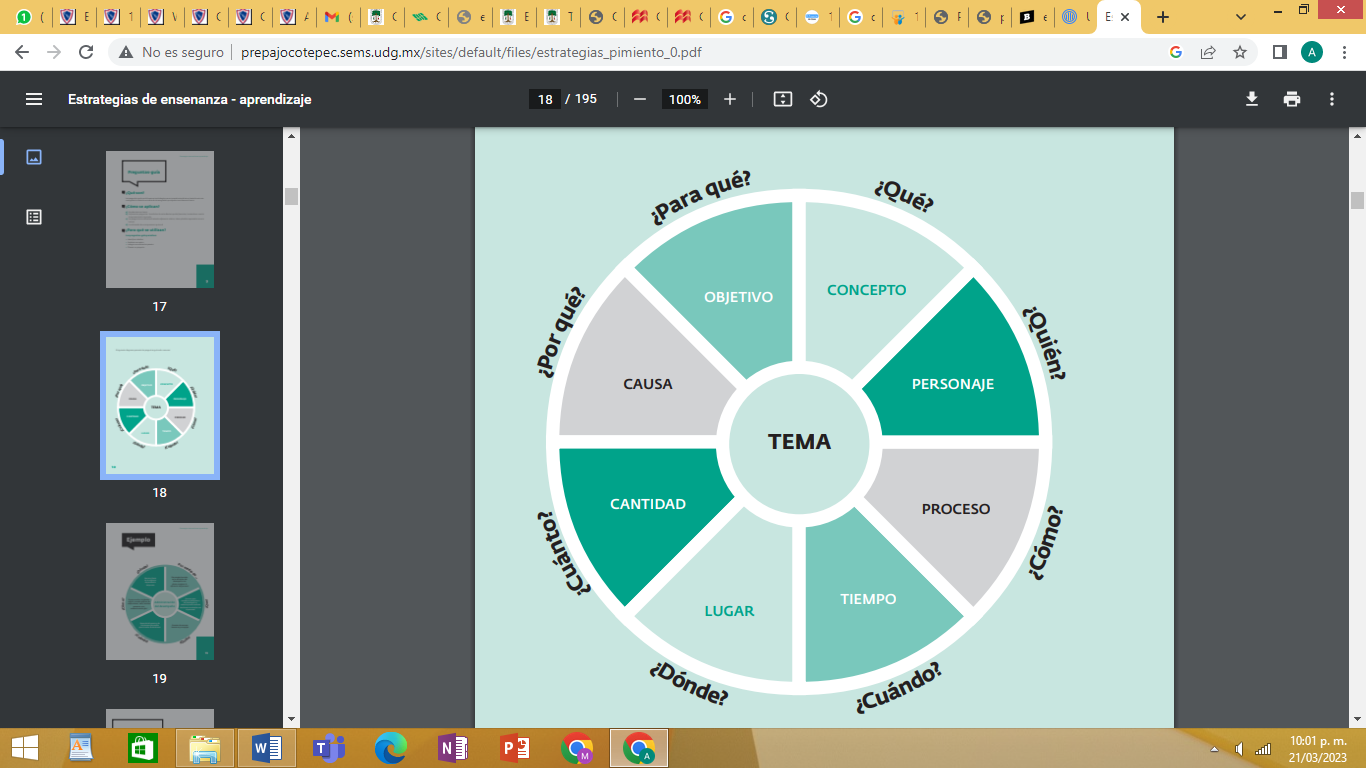 No es seguro
prepajocotepec.sems.udg.mx/sites/default/files/estrategias_pimiento_0.pdf
A
Estrategias de ensenanza - aprendizaje
18 / 195
100%
17
18
TEMA
Ejemplo
19
¿Para qué?
¿Qué?
¿Quién?
¿Cómo?
¿Cuándo?
¿Dónde?
¿Cuánto?
¿Por qué?
OBJETIVO
CONCEPTO
PERSONAJE
PROCESO
TIEMPO
LUGAR
CANTIDAD
CAUSA
TEMA
10:01 p. m.
21/03/2023